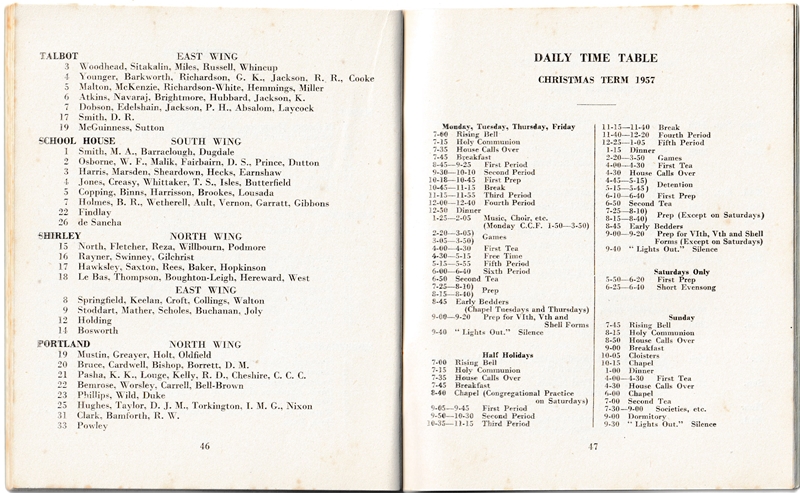 TALBOT EAST WING
3 Woodhead, Sitakalin, Miles, Russell, Whincup
4 Younger, Barkworth, Richardson, G. K., Jackson, R. R., Cooke
5 Malton, McKenzie, Richardson-White, Hemmings, Miller
6 Atkins, Navaraj, Brightmore, Hubbard, Jackson, K.
7 Dobson, Edelshain, Jackson, P. H., Absalom, Laycock
17 Smith, D. R.
19 McGuinness, Sutton
SCHOOL HOUSE SOUTH WING
1 Smith, M. A., Barraclough, Dugdale
2 Osborne, W. F., Malik, Fairbairn, D. S., Prince, Dutton
3 Harris, Marsden, Sheardown, Hecks, Earnshaw
4 Jones, Creasy, Whittaker, T. S., Isles, Butterfield
5 Copping, Binns, Harrisson, Brookes, Lousada
7 Holmes, B. R., Wetherell, Ault, Vernon, Garratt, Gibbons
22 Findlay
26 de Sancha
SHIRLEY NORTH WING
15 North, Fletcher, Reza, Willbourn, Podmore
16 Rayner, Swinney, Gilchrist
17 Hawksley, Saxton, Rees, Baker, Hopkinson
18 Le Bas, Thompson, Boughton-Leigh, Hereward, West
EAST WING
8 Springfield, Keelan, Croft, Collings, Walton
9 Stoddart, Mather, Scholes, Buchanan, Joly
12 Holding
14 Bosworth
PORTLAND NORTH WING
19 Mustin, Greayer, Holt, Oldfield
20 Bruce, Cardwell, Bishop, Borrett, D. M.
21 Pasha, K. K., Louge, Kelly, R. D., Cheshire, C. C. C.
22 Bemrose, Worsley, Carrell, Bell-Brown
23 Phillips, Wild, Duke
25 Hughes, Taylor, D. J. M., Torkington, I. M. G., Nixon
31 Clark, Bamforth, R. W.
33 Powley
46
DAILY TIME TABLE
CHRISTMAS TERM 1957
Monday, Tuesday, Thursday, Friday
7-00 Rising Bell
7-15 Holy Communion
7-35 House Calls Over
7-45 Breakfast
8-45—9-25 First Period
9-30—10-10 Second Period
10-18—10-45 First Prep
10-45—11-15 Break
11-15—11-55 Third Period
12-00—12-40 Fourth Period
12-50 Dinner
1-25—2-05 Music, Choir, etc.
(Monday C.C.F. 1-50—3-50)
2-20—3-05)
3-05—3-50) Games
4-00—4-30 First Tea
4-30—5-15 Free Time
5-15—5-55 Fifth Period
6-00—6-40 Sixth Period
6-50 Second Tea
7-25—8-10)
8-15—8-40) Prep
8-45 Early Bedders
(Chapel Tuesdays and Thursdays)
9-00—9-20 Prep for VIth, Vth and
Shell Forms
9-40 "Lights Out." Silence
Half Holidays
7-00 Rising Bell
7-15 Holy Communion
7-35 House Calls Over
7-45 Breakfast
8-40 Chapel (Congregational Practice
on Saturdays)
9-05—9-45 First Period
9-50—10-30 Second Period
10-35—11-15 Third Period
11-15—11-40 Break
11-40—12-20 Fourth Period
12-25—1-05 Fifth Period
1-15 Dinner
2-20—3-50 Games
4-00—4-30 First Tea
4-30 House Calls Over
4-45—5-15)
5-15—5-45) Detention
6-10—6-40 First Prep
6-50 Second Tea
7-25—8-10)
8-15—8-40) Prep (Except on Saturdays)
8-45 Early Bedders
9-00—9-20 Prep for VIth, Vth and Shell
Forms (Except on Saturdays)
9-40 "Lights Out." Silence
Saturdays Only
5-50—6-20 First Prep
6-25—6-40 Short Evensong
Sunday
7-45 Rising Bell
8-15 Holy Communion
8-50 House Calls Over
9-00 Breakfast
10-05 Cloisters
10-15 Chapel
1-00 Dinner
4-00—4-30 First Tea
4-30 House Calls Over
6-00 Chapel
7-00 Second Tea
7-30—9-00 Societies, etc.
9-00 Dormitory
9-30 "Lights Out." Silence
47